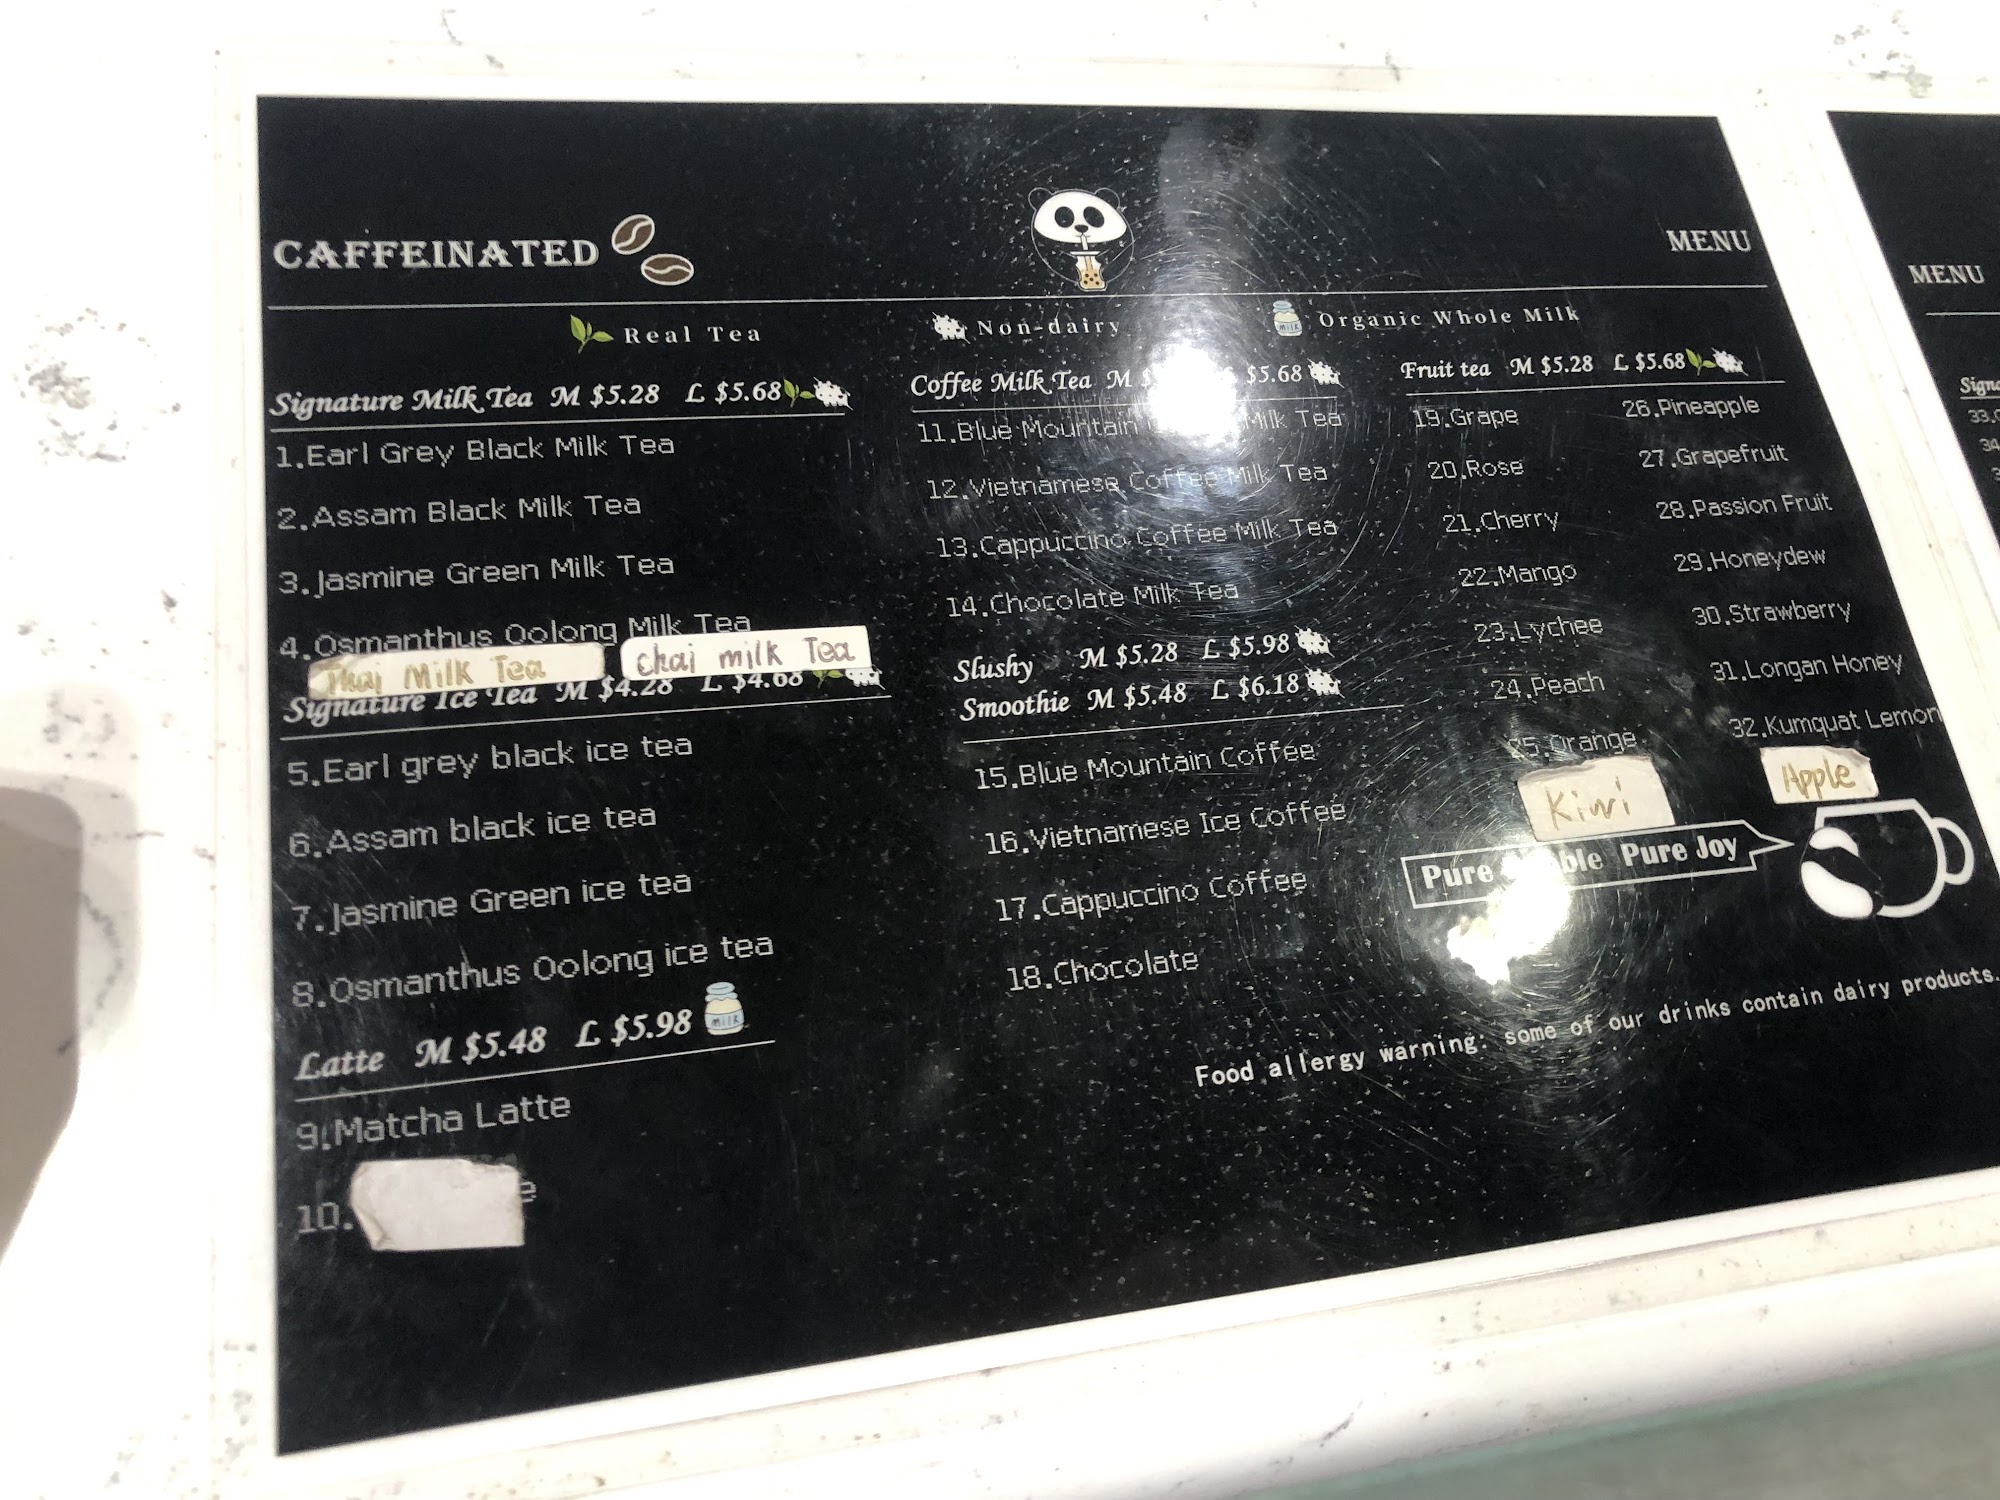 CAFFEINATED
MENU
Real Tea
Non-dairy
MILK
Organic Whole Milk
Signature Milk Tea M $5.28 L $5.68
1.Earl Grey Black Milk Tea
2.Assam Black Milk Tea
3.Jasmine Green Milk Tea
4.Osmanthus Oolong Milk Tea
Thai Milk Tea
chai milk Tea
Signature Ice Tea M $4.28 L $4.68
5.Earl grey black ice tea
6.Assam black ice tea
7.Jasmine Green ice tea
8.Osmanthus Oolong ice tea
Latte M $5.48 L $5.98
MILK
9.Matcha Latte
10.
Coffee Milk Tea M $5.68
11.Blue Mountain Milk Tea
12.Vietnamese Coffee Milk Tea
13.Cappuccino Coffee Milk Tea
14.Chocolate Milk Tea
Slushy M $5.28 L $5.98
Smoothie M $5.48 L $6.18
15.Blue Mountain Coffee
16.Vietnamese Ice Coffee
17.Cappuccino Coffee
18.Chocolate
Fruit tea M $5.28 L $5.68
19.Grape
20.Rose
21.Cherry
22.Mango
23.Lychee
24.Peach
25.Orange
Kiwi
26.Pineapple
27.Grapefruit
28.Passion Fruit
29.Honeydew
30.Strawberry
31.Longan Honey
32.Kumquat Lemon
Apple
Pure Pure Joy
Food allergy warning: some of our drinks contain dairy products.
MENU
33.
34